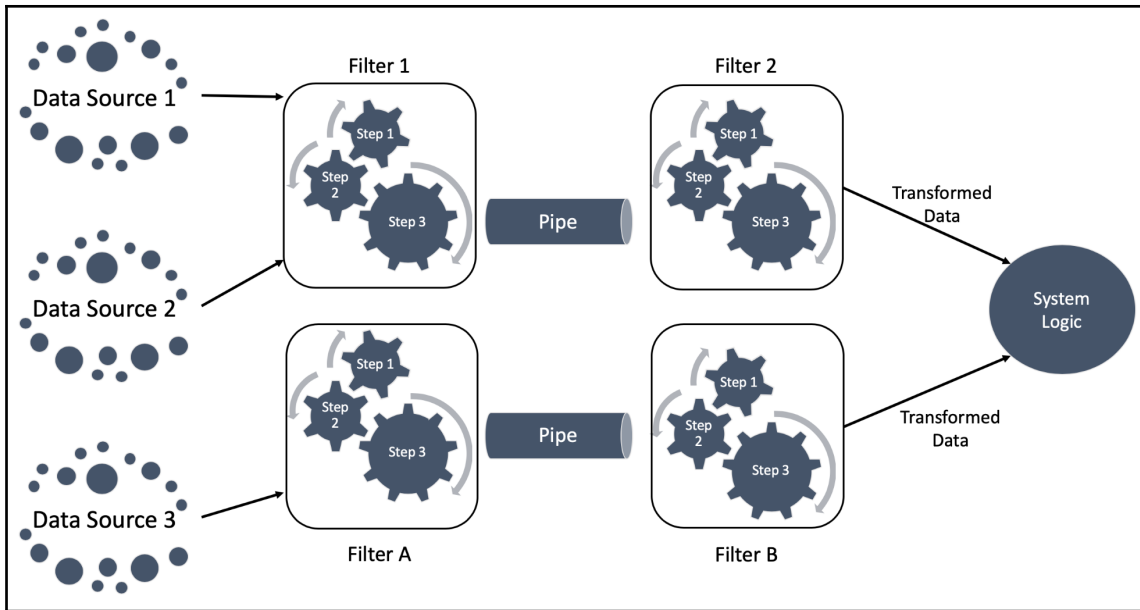 Filter 1
Filter 2
Data Source 1
Step 1
Step
2
Step 3
Pipe
Step 1
Step
2
Step 3
Transformed
Data
Data Source 2
System
Logic
Step 1
Step
2
Step 3
Pipe
Step 1
Step
2
Step 3
Transformed
Data
Data Source 3
Filter A
Filter B